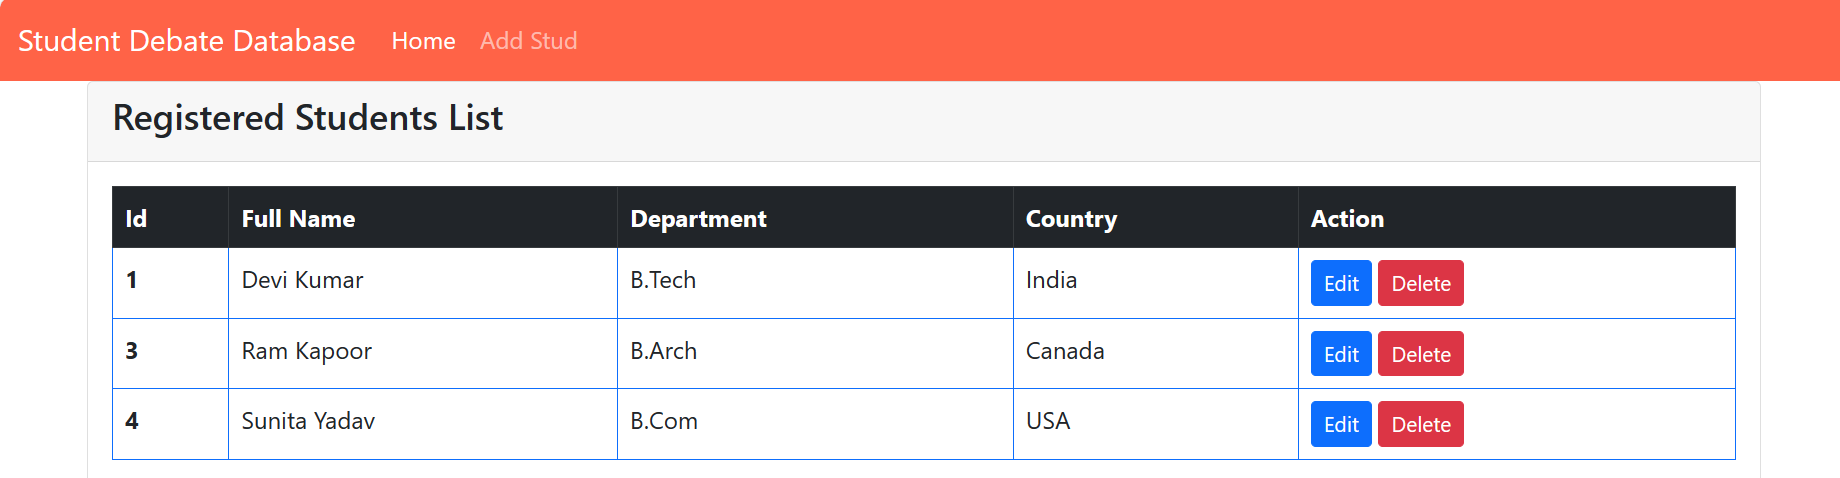 Student Debate Database Home Add Stud
Registered Students List
Id Full Name Department Country Action
1 Devi Kumar B.Tech India Edit Delete
3 Ram Kapoor B.Arch Canada Edit Delete
4 Sunita Yadav B.Com USA Edit Delete